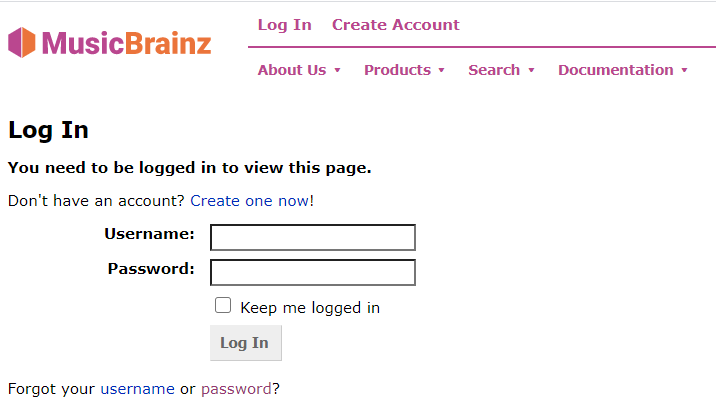 MusicBrainz
Log In Create Account
About Us Products Search Documentation
Log In
You need to be logged in to view this page.
Don't have an account? Create one now!
Username:
Password:
Keep me logged in
Log In
Forgot your username or password?